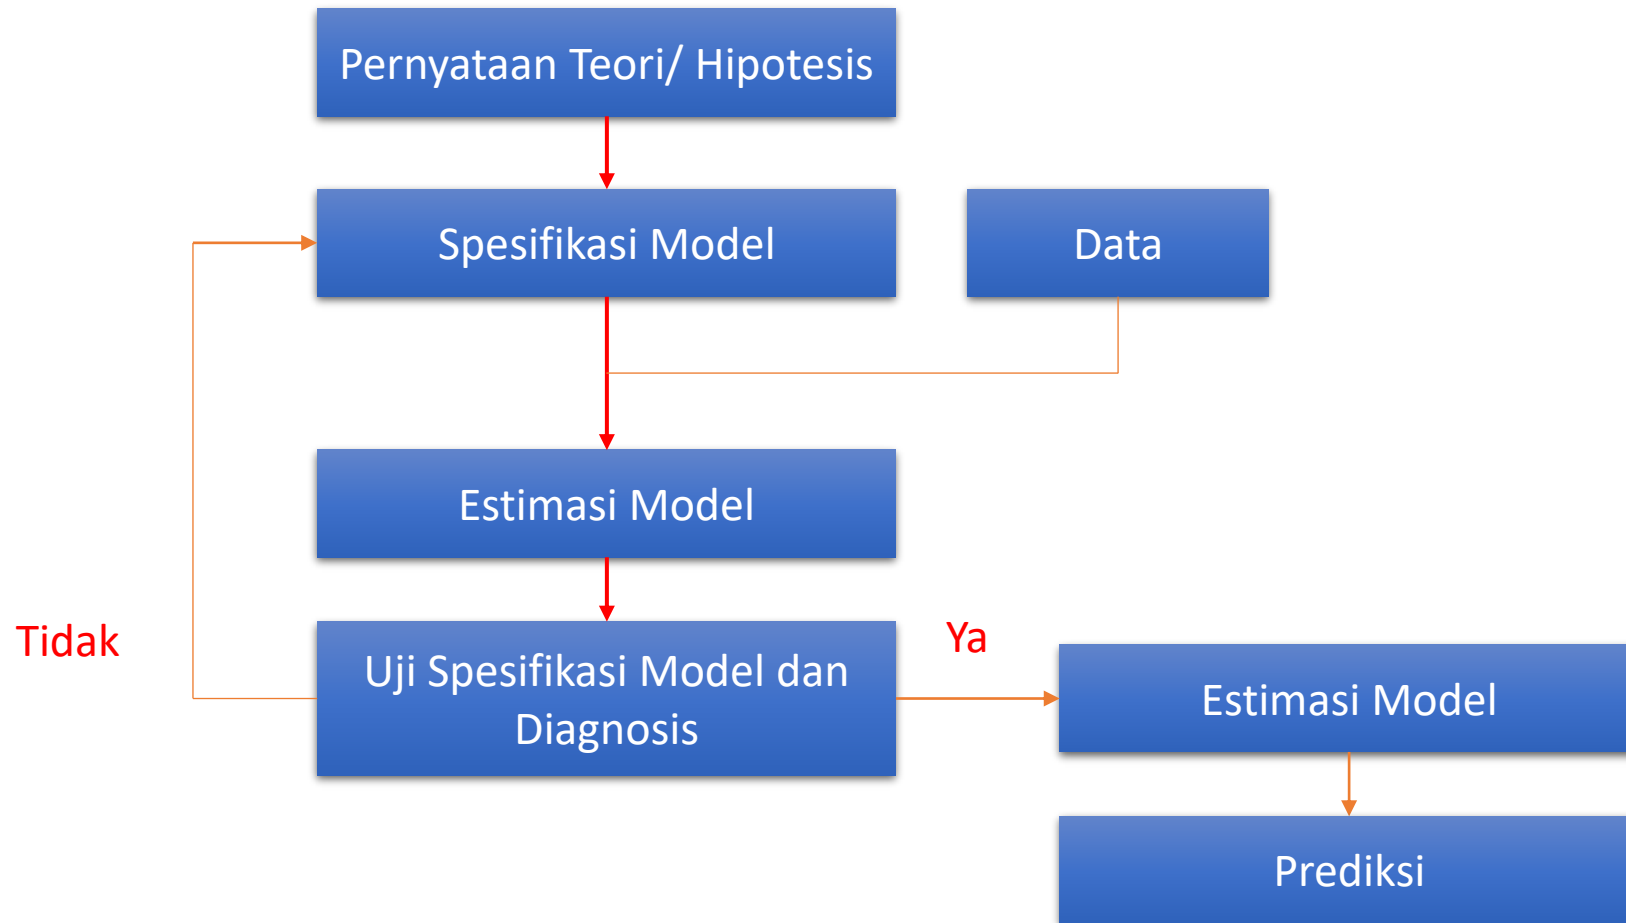 Pernyataan Teori/ Hipotesis
Spesifikasi Model
Data
Estimasi Model
Tidak
Uji Spesifikasi Model dan
Diagnosis
Ya
Estimasi Model
Prediksi